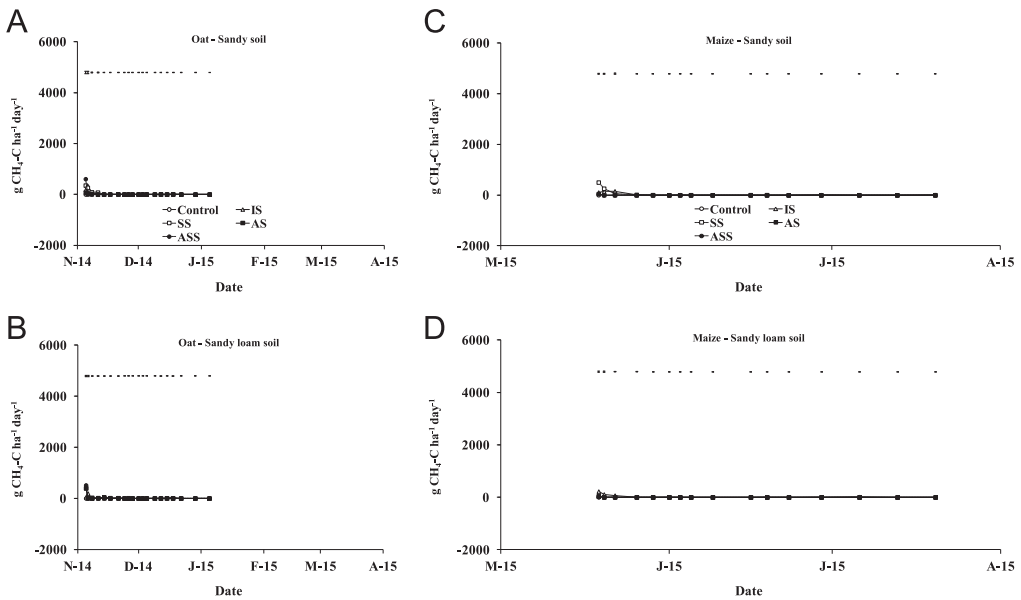 A
Oat - Sandy soil
6000
4000
2000
0
-2000
g CH₄-C ha⁻¹ day⁻¹
Control
IS
SS
AS
ASS
N-14 D-14 J-15 F-15 M-15 A-15
Date
C
Maize - Sandy soil
6000
4000
2000
0
-2000
g CH₄-C ha⁻¹ day⁻¹
Control
IS
SS
AS
ASS
M-15 J-15 J-15 A-15
Date
B
Oat - Sandy loam soil
6000
4000
2000
0
-2000
g CH₄-C ha⁻¹ day⁻¹
N-14 D-14 J-15 F-15 M-15 A-15
Date
D
Maize - Sandy loam soil
6000
4000
2000
0
-2000
g CH₄-C ha⁻¹ day⁻¹
M-15 J-15 J-15 A-15
Date